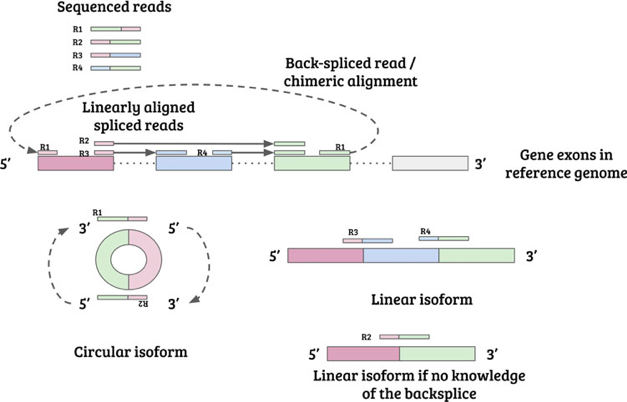 Sequenced reads
R1
R2
R3
R4
Back-spliced read /
chimeric alignment
Linearly aligned
spliced reads
R1
R2
R3
R4
R1
5′
3′
Gene exons in
reference genome
R1
3′
5′
5′
3′
R2
Circular isoform
R3
R4
5′
3′
Linear isoform
R2
5′
3′
Linear isoform if no knowledge
of the backsplice